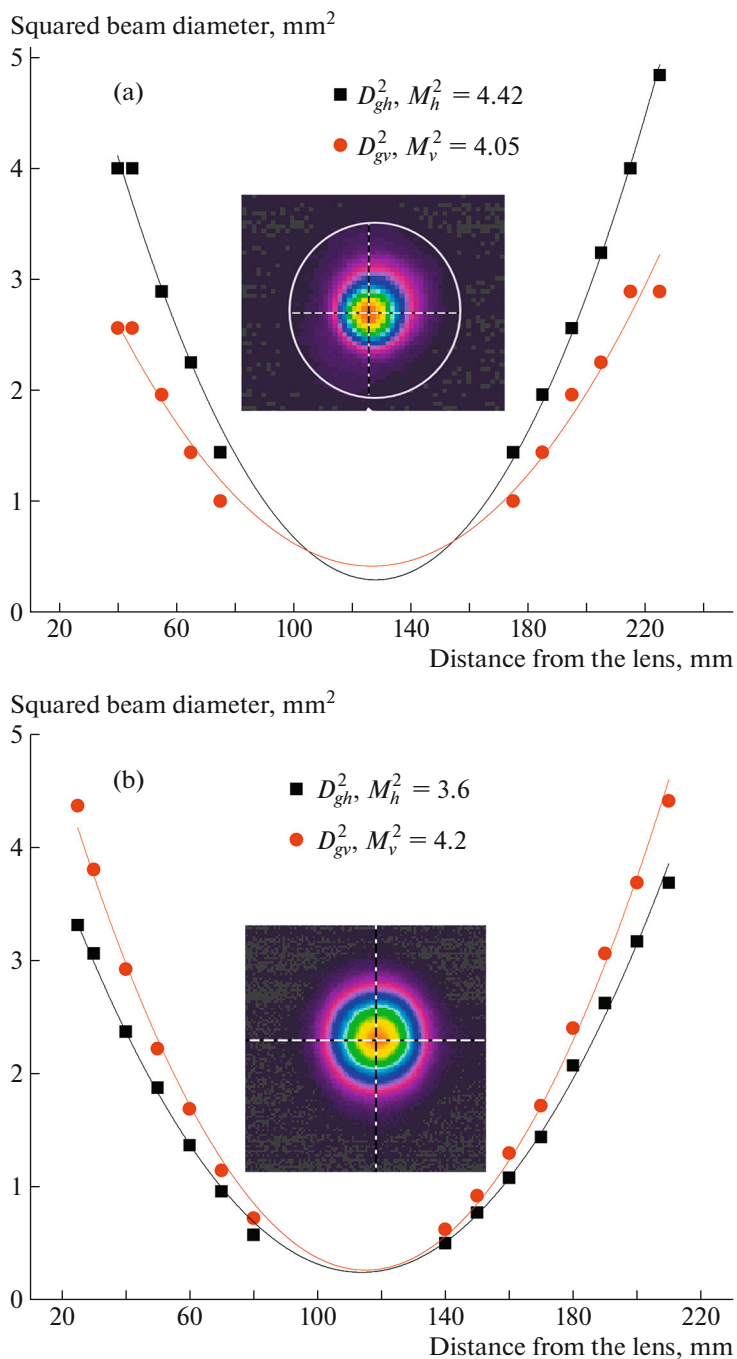 Squared beam diameter, mm²
5
(a)
D²gh, M²h = 4.42
D²gv, M²v = 4.05
4
3
2
1
0
20 60 100 140 180 220
Distance from the lens, mm
Squared beam diameter, mm²
5
(b)
D²gh, M²h = 3.6
D²gv, M²v = 4.2
4
3
2
1
0
20 60 100 140 180 220
Distance from the lens, mm